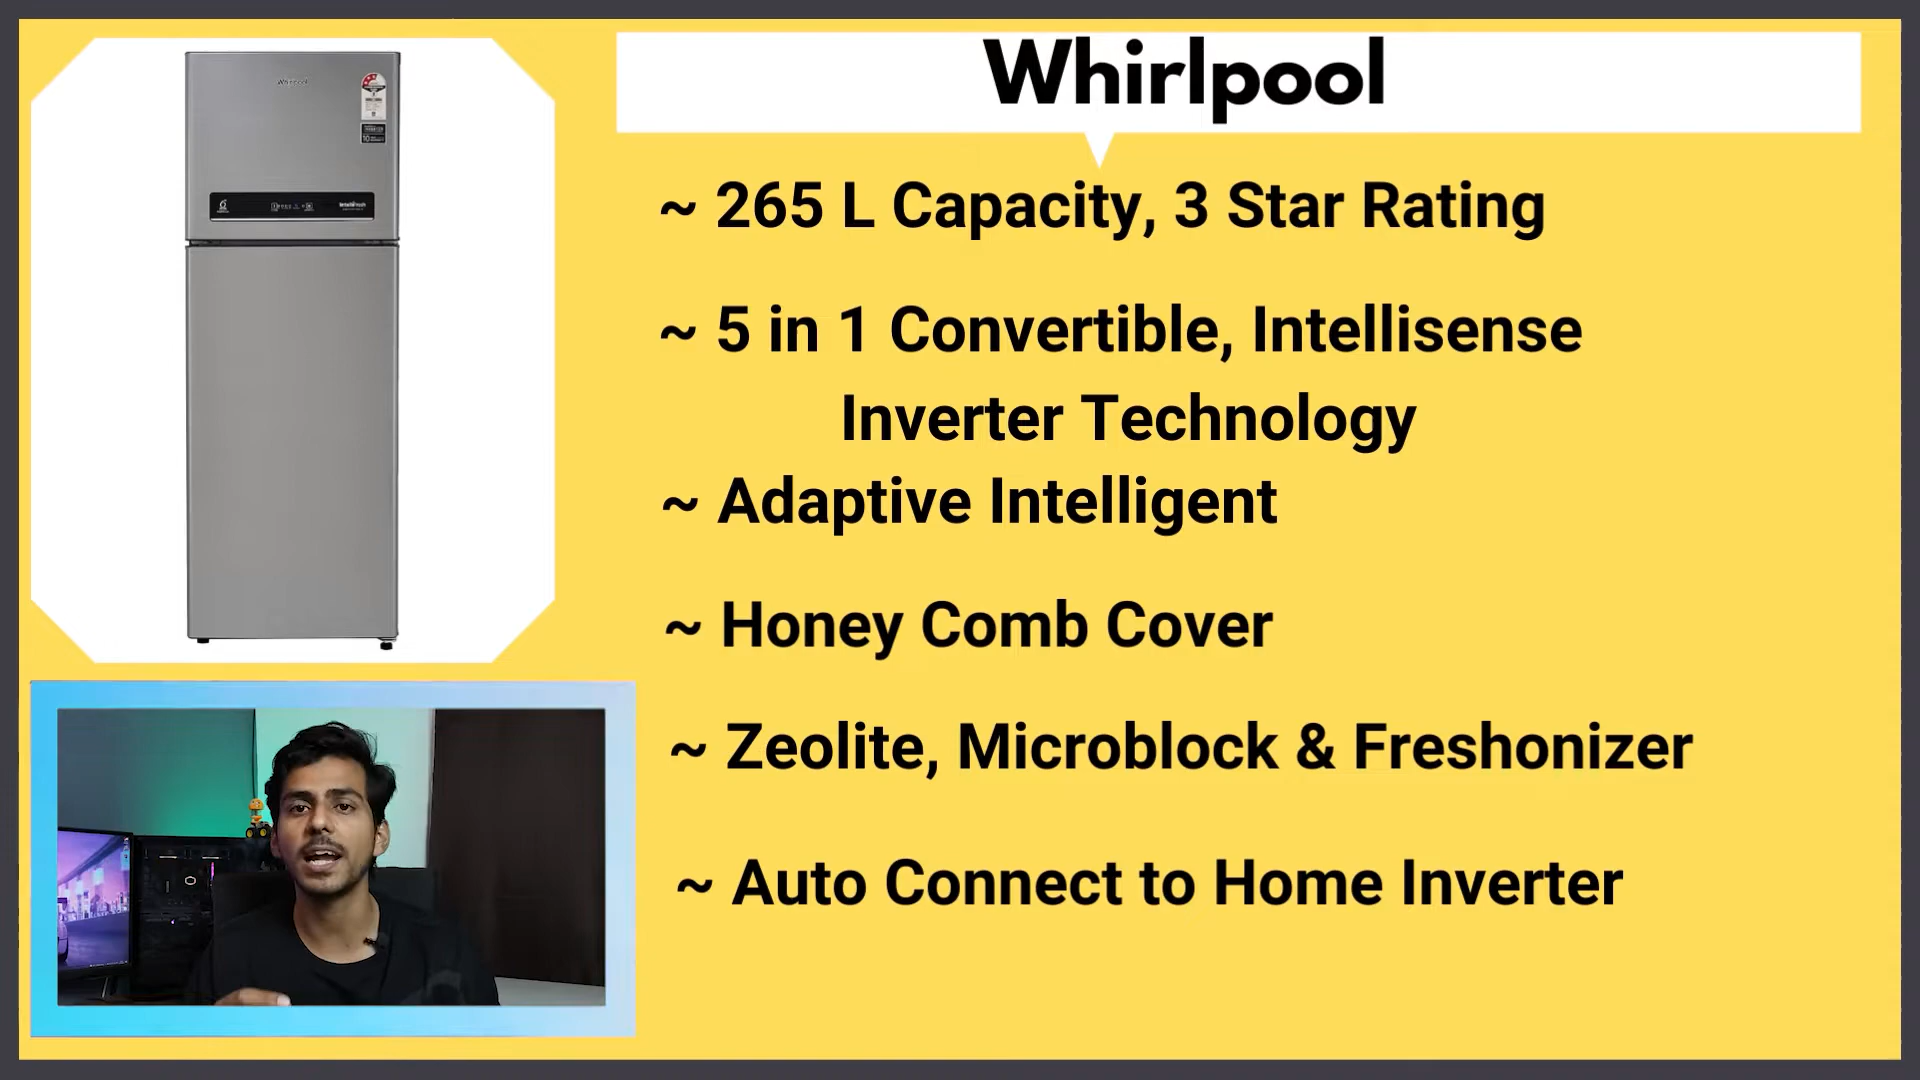 Whirlpool
~ 265 L Capacity, 3 Star Rating
~ 5 in 1 Convertible, Intellisense
Inverter Technology
~ Adaptive Intelligent
~ Honey Comb Cover
~ Zeolite, Microblock & Freshonizer
~ Auto Connect to Home Inverter
Whirlpool